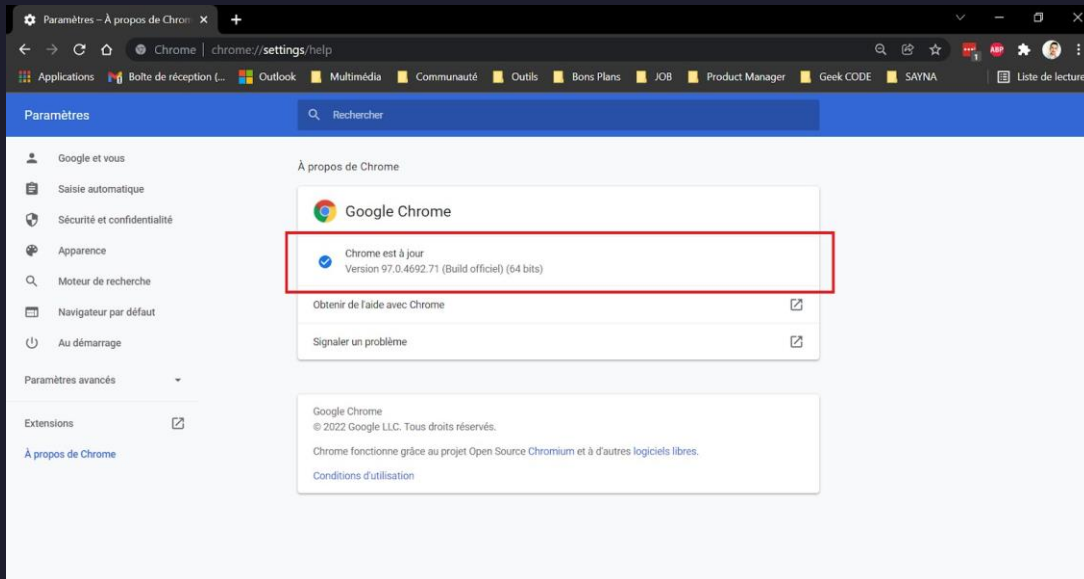 Paramètres – À propos de Chrom
Chrome | chrome://settings/help
Applications
Boîte de réception (...
Outlook
Multimédia
Communauté
Outils
Bons Plans
JOB
Product Manager
Geek CODE
SAYNA
Liste de lecture
Paramètres
Rechercher
Google et vous
Saisie automatique
Sécurité et confidentialité
Apparence
Moteur de recherche
Navigateur par défaut
Au démarrage
Paramètres avancés
Extensions
À propos de Chrome
À propos de Chrome
Google Chrome
Chrome est à jour
Version 97.0.4692.71 (Build officiel) (64 bits)
Obtenir de l'aide avec Chrome
Signaler un problème
Google Chrome
© 2022 Google LLC. Tous droits réservés.
Chrome fonctionne grâce au projet Open Source Chromium et à d'autres logiciels libres.
Conditions d'utilisation
ABP
1